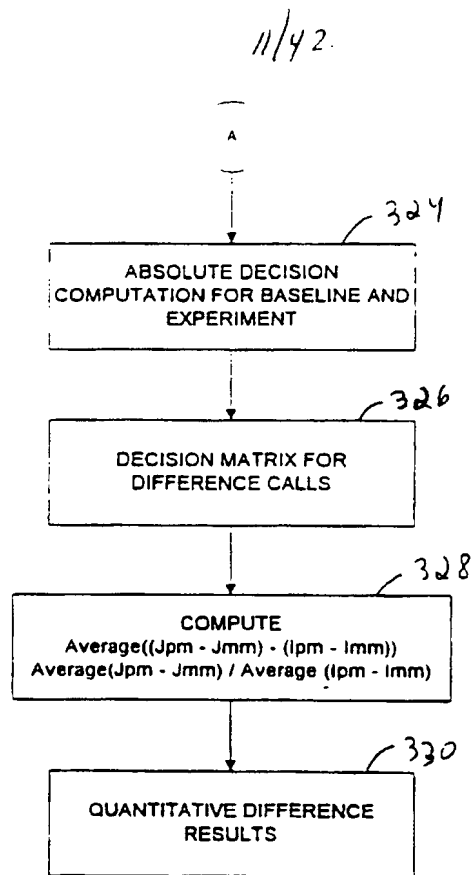 11/42.
A
324
ABSOLUTE DECISION
COMPUTATION FOR BASELINE AND
EXPERIMENT
326
DECISION MATRIX FOR
DIFFERENCE CALLS
328
COMPUTE
Average((Jpm - Jmm) - (Ipm - Imm))
Average(Jpm - Jmm) / Average (Ipm - Imm)
330
QUANTITATIVE DIFFERENCE
RESULTS